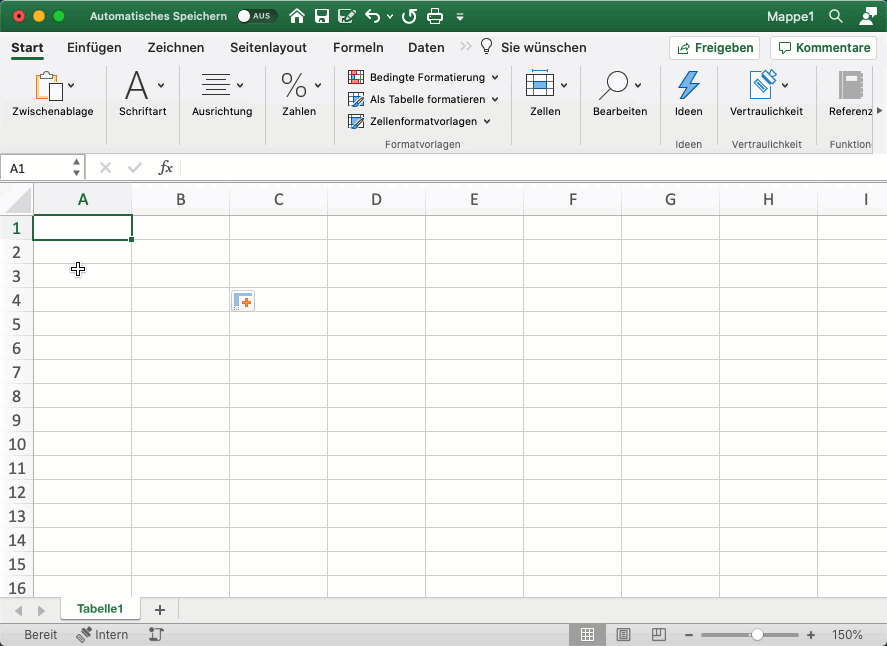 Automatisches Speichern AUS Mappe1
Start Einfügen Zeichnen Seitenlayout Formeln Daten Sie wünschen Freigeben Kommentare
Zwischenablage
Schriftart
Ausrichtung
% Zahlen
Bedingte Formatierung
Als Tabelle formatieren
Zellenformatvorlagen
Formatvorlagen
Zellen
Bearbeiten
Ideen
Ideen
Vertraulichkeit
Vertraulichkeit
Referenz
Funktion
A1 fx
A B C D E F G H I
1
2
3
4
5
6
7
8
9
10
11
12
13
14
15
16
Tabelle1 +
Bereit Intern 150%